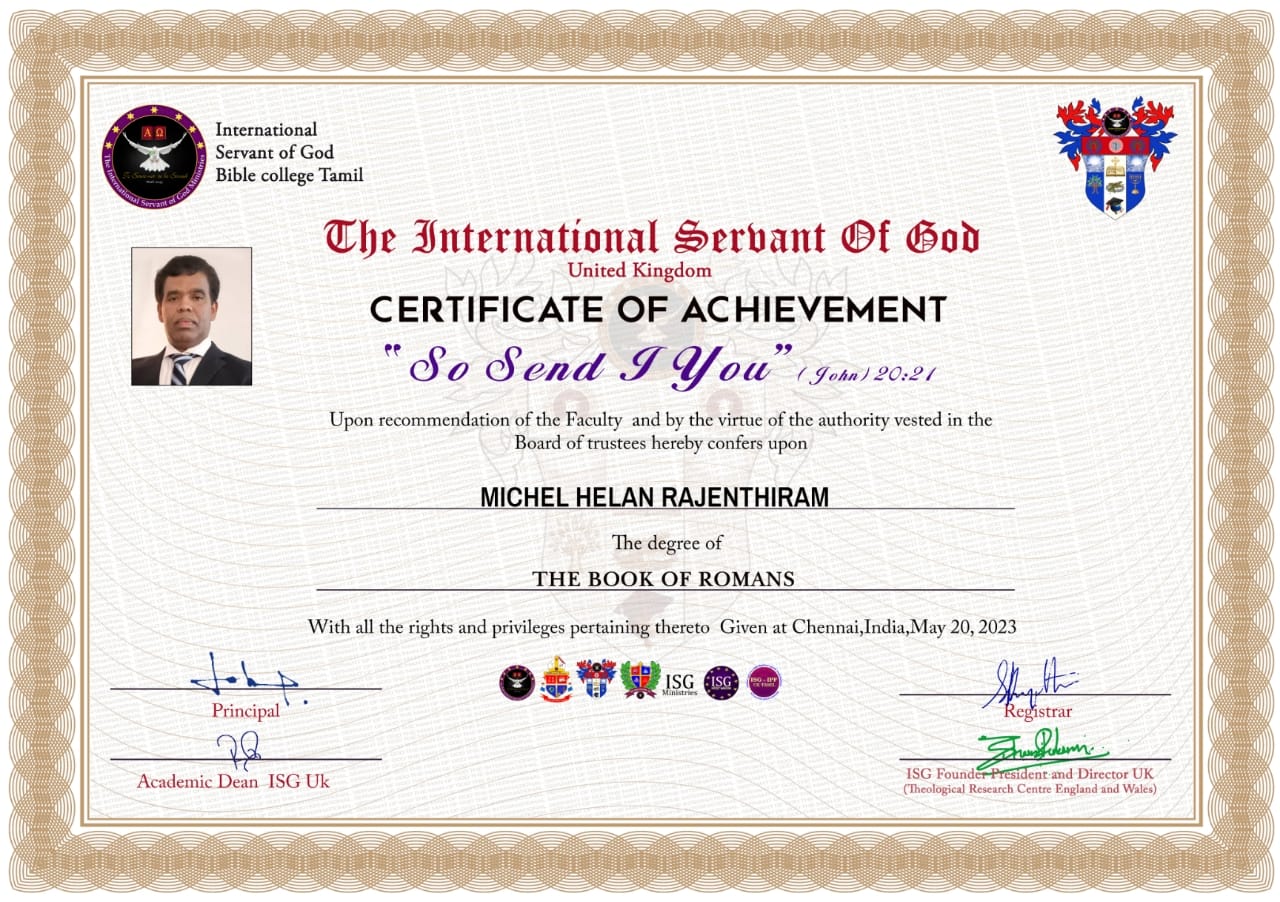 International
Servant of God
Bible college Tamil
A Ω
The International Servant of God Ministries
The International Servant Of God
United Kingdom
CERTIFICATE OF ACHIEVEMENT
“So Send I You” (John) 20:21
Upon recommendation of the Faculty and by the virtue of the authority vested in the
Board of trustees hereby confers upon
MICHEL HELAN RAJENTHIRAM
The degree of
THE BOOK OF ROMANS
With all the rights and privileges pertaining thereto Given at Chennai,India,May 20, 2023
Principal
ISG
Ministries
ISG
ISG - IPF
Registrar
Academic Dean ISG Uk
ISG Founder President and Director UK
(Theological Research Centre England and Wales)